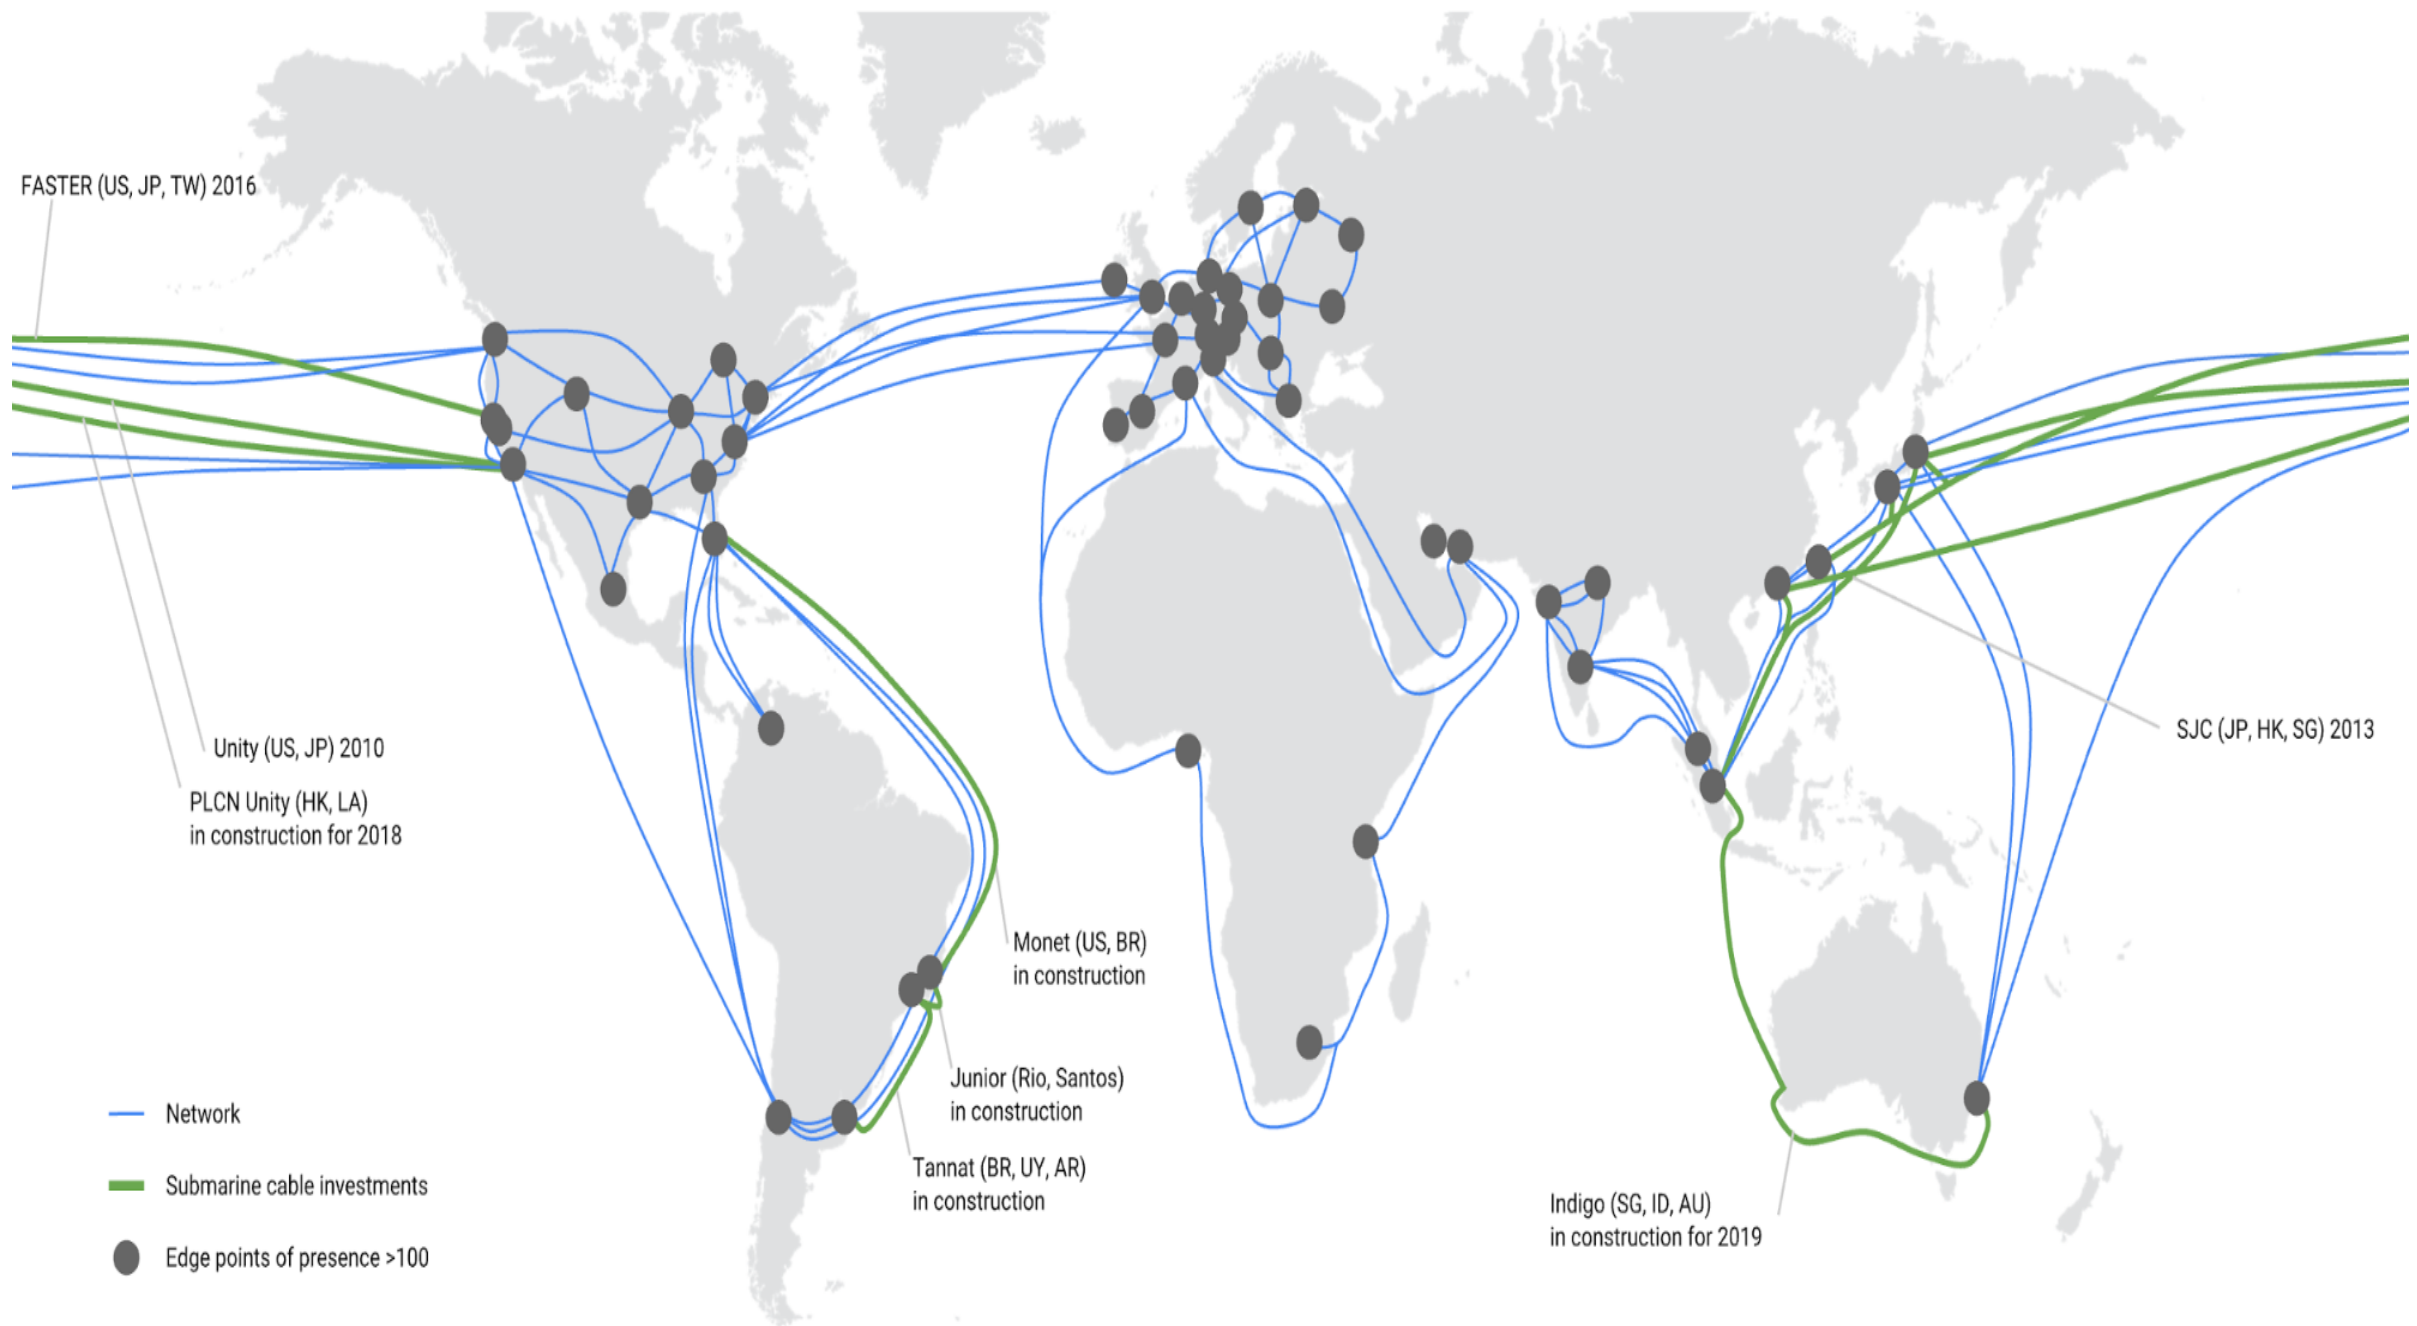 FASTER (US, JP, TW) 2016
Unity (US, JP) 2010
PLCN Unity (HK, LA)
in construction for 2018
Monet (US, BR)
in construction
Junior (Rio, Santos)
in construction
Tannat (BR, UY, AR)
in construction
SJC (JP, HK, SG) 2013
Indigo (SG, ID, AU)
in construction for 2019
Network
Submarine cable investments
Edge points of presence >100